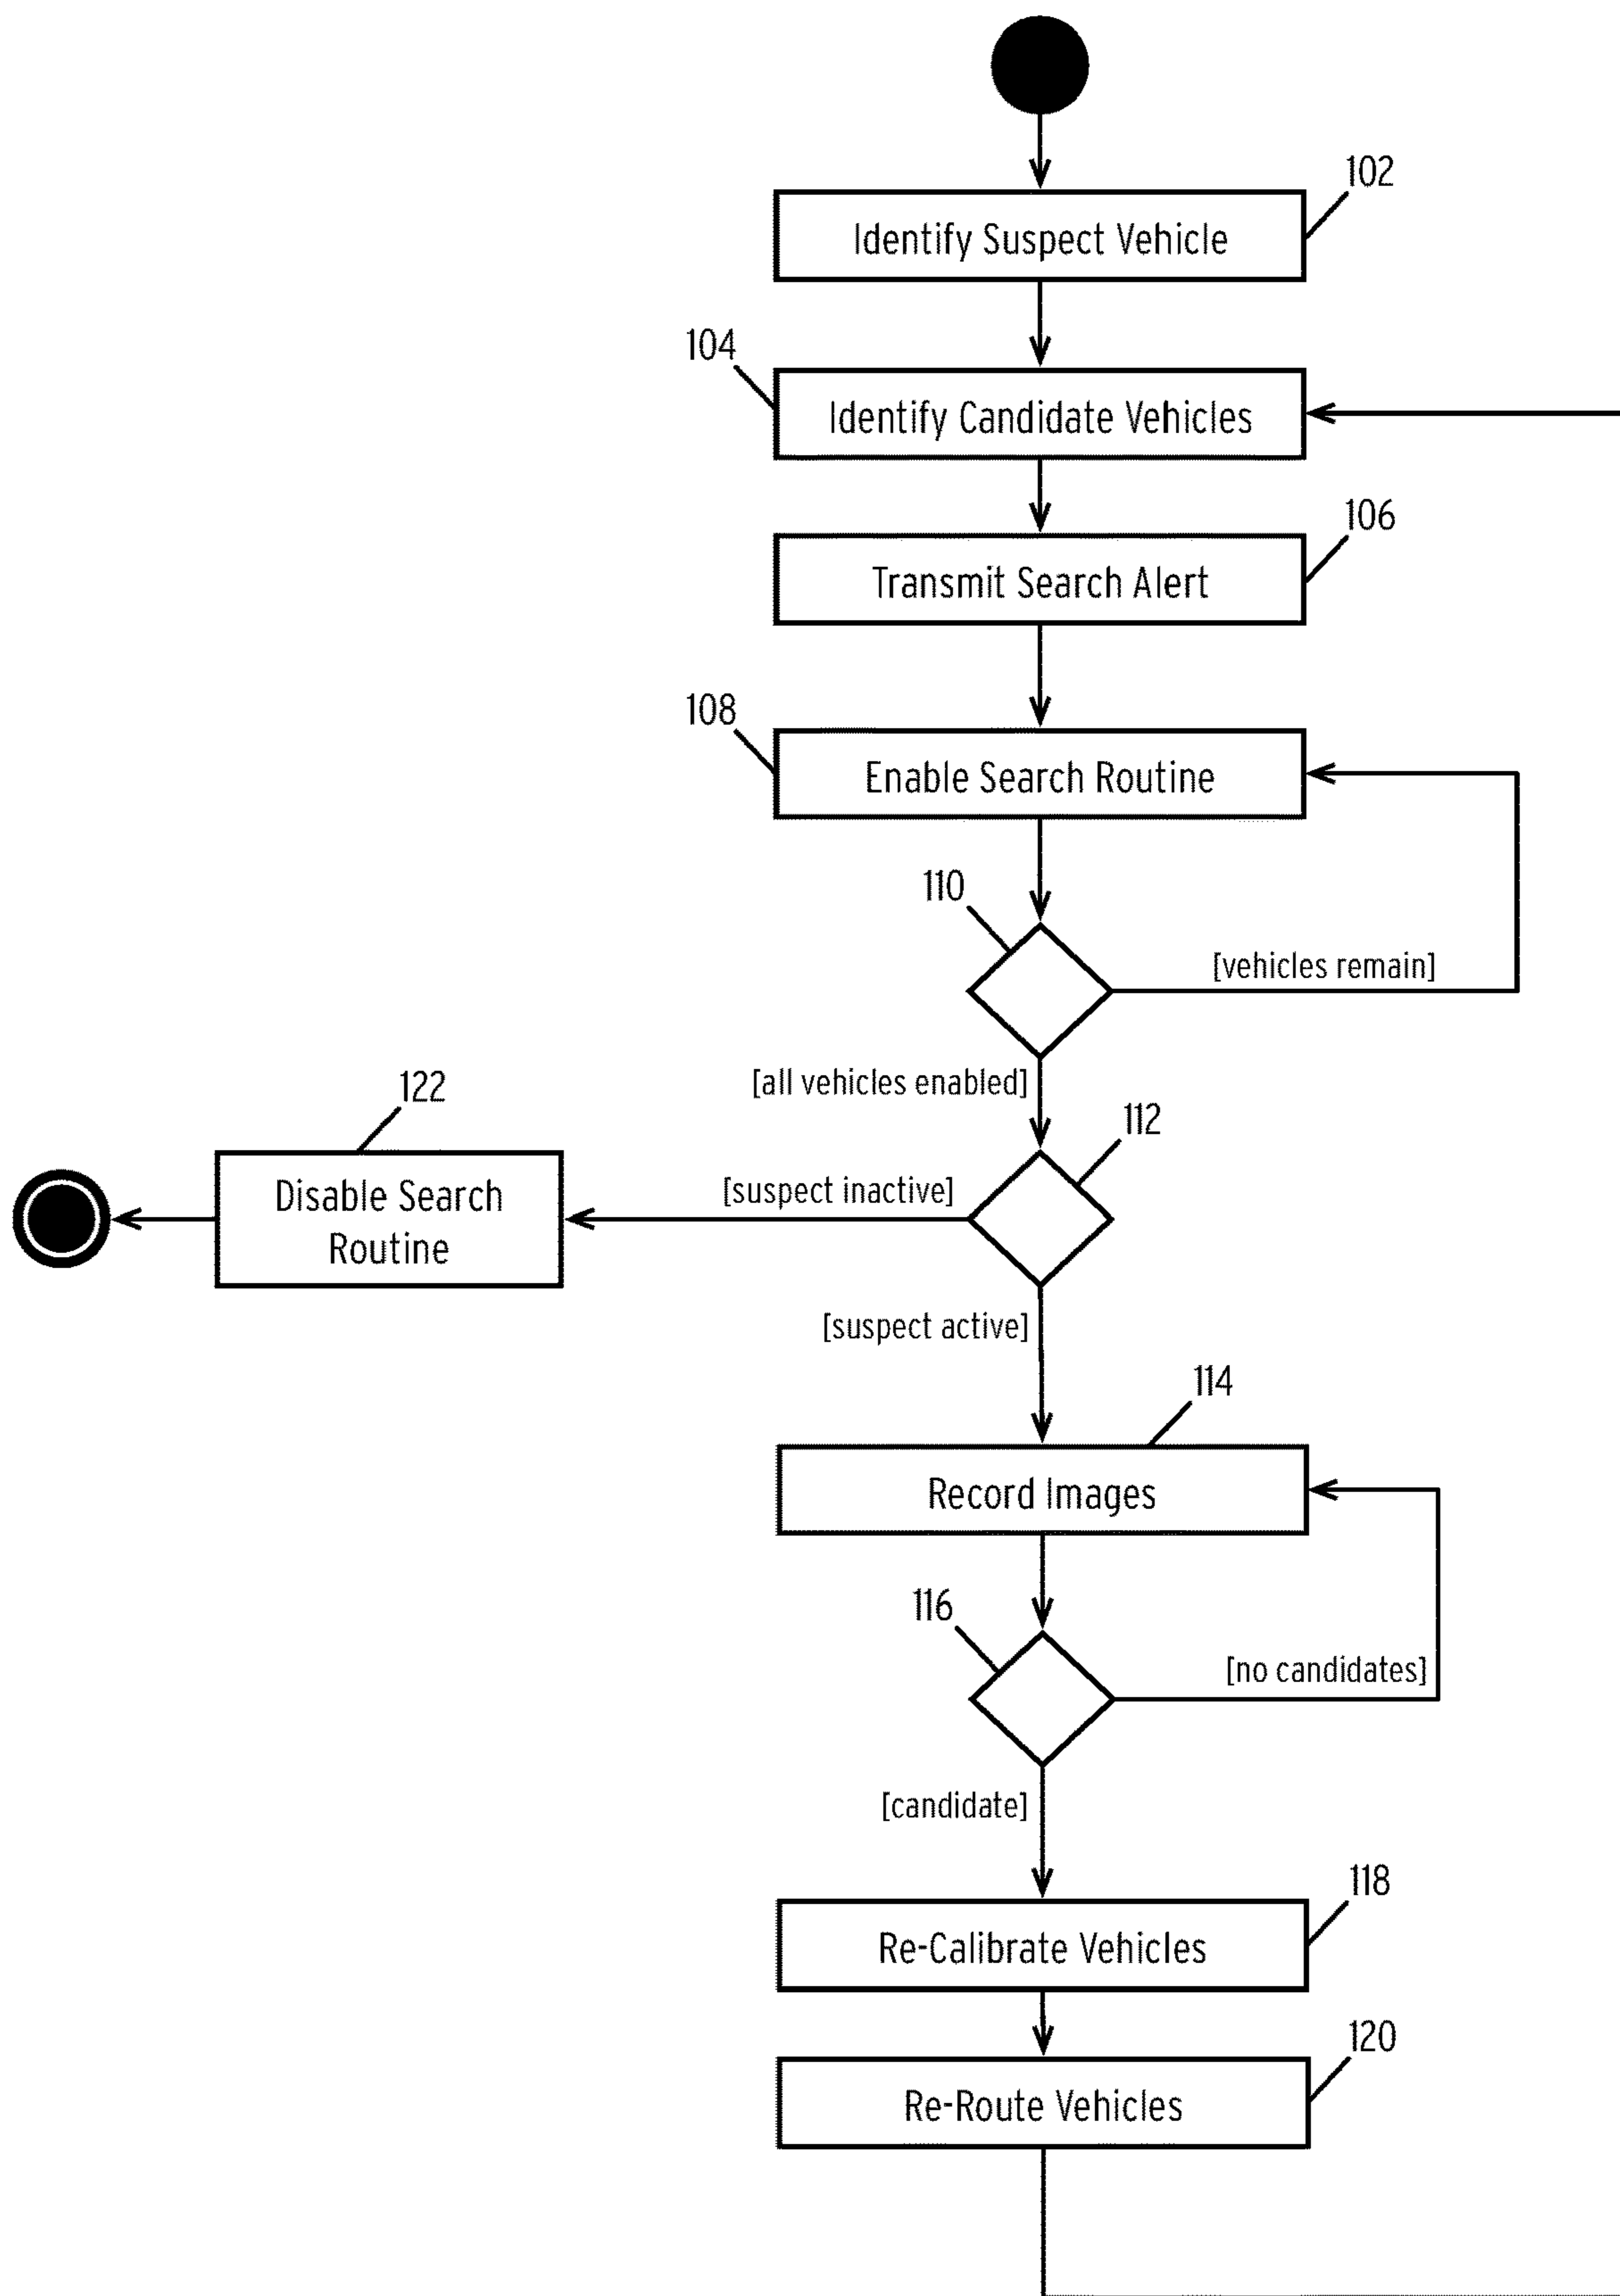 102
Identify Suspect Vehicle
104
Identify Candidate Vehicles
106
Transmit Search Alert
108
Enable Search Routine
110
[vehicles remain]
[all vehicles enabled]
122
112
Disable Search
Routine
[suspect inactive]
[suspect active]
114
Record Images
116
[no candidates]
[candidate]
118
Re-Calibrate Vehicles
120
Re-Route Vehicles